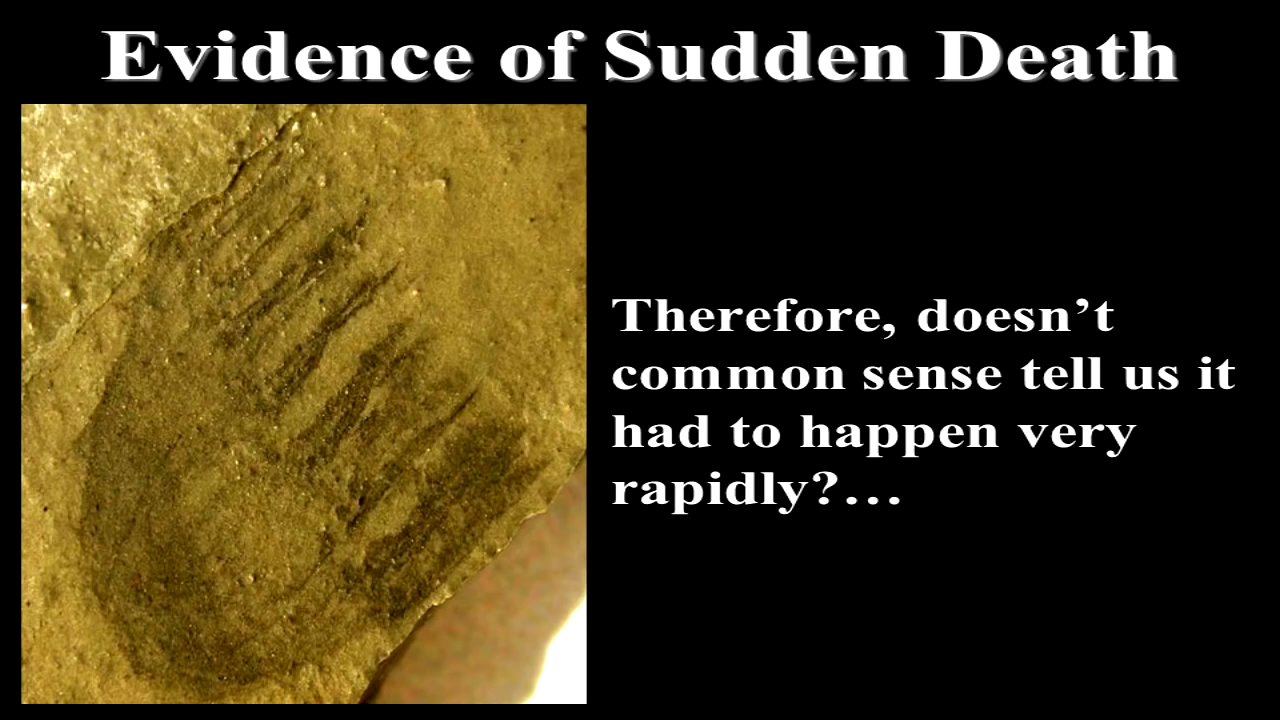 Evidence of Sudden Death
Therefore, doesn’t
common sense tell us it
had to happen very
rapidly?…